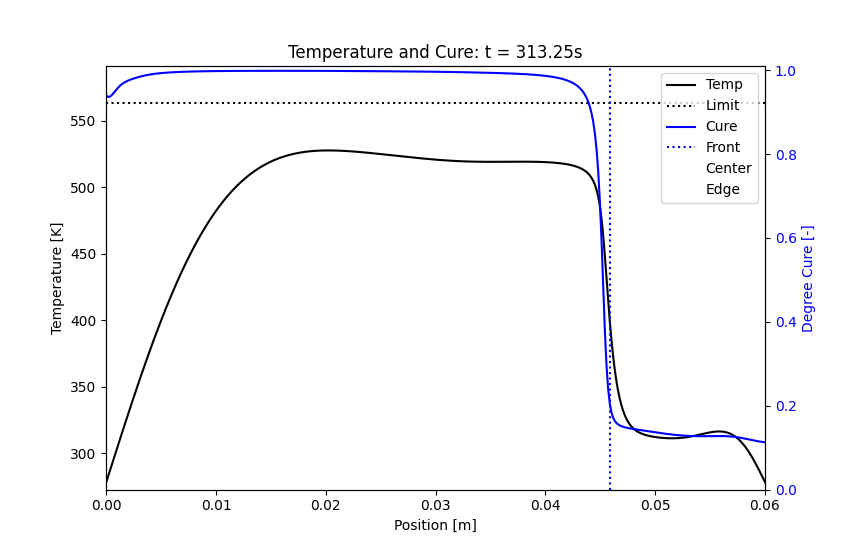 Temperature and Cure: t = 313.25s
Temp
Limit
Cure
Front
Center
Edge
Temperature [K]
550
500
450
400
350
300
Degree Cure [-]
1.0
0.8
0.6
0.4
0.2
0.0
0.00 0.01 0.02 0.03 0.04 0.05 0.06
Position [m]